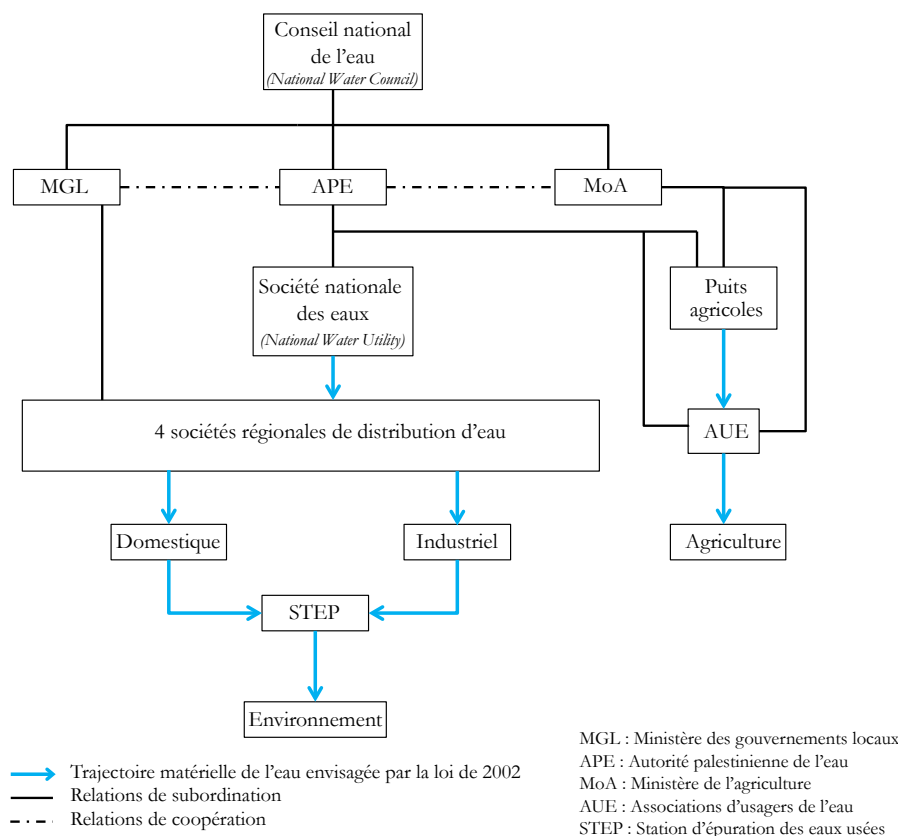 Conseil national
de l'eau
(National Water Council)
MGL
APE
MoA
Société nationale
des eaux
(National Water Utility)
Puits
agricoles
4 sociétés régionales de distribution d'eau
AUE
Domestique
Industriel
Agriculture
STEP
Environnement
Trajectoire matérielle de l'eau envisagée par la loi de 2002
Relations de subordination
Relations de coopération
MGL : Ministère des gouvernements locaux
APE : Autorité palestinienne de l'eau
MoA : Ministère de l'agriculture
AUE : Associations d'usagers de l'eau
STEP : Station d'épuration des eaux usées